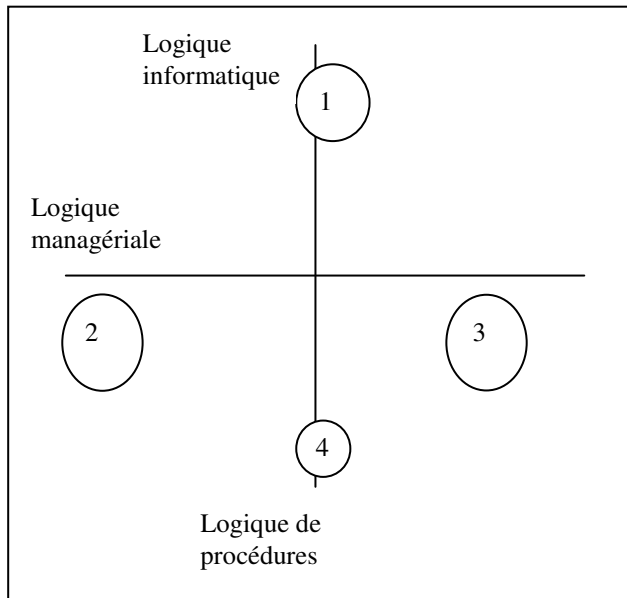 Logique
informatique
1
Logique
managériale
2
3
4
Logique de
procédures